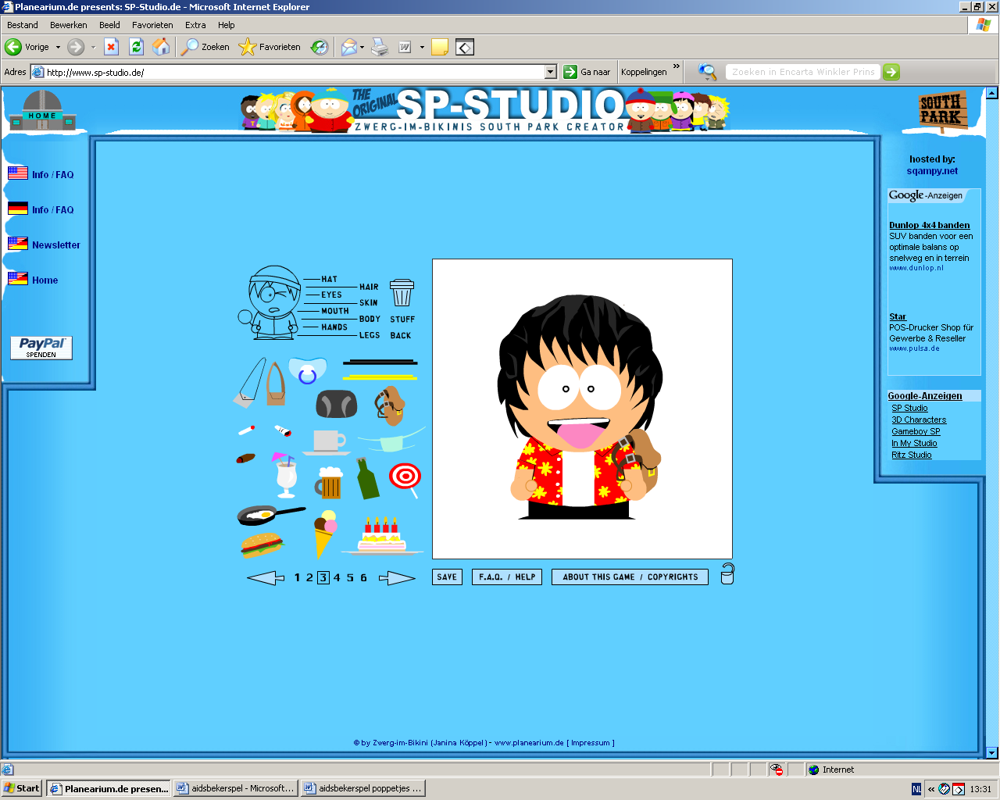 Planearium.de presents: SP-Studio.de - Microsoft Internet Explorer
Bestand Bewerken Beeld Favorieten Extra Help
Vorige Zoeken Favorieten
Adres http://www.sp-studio.de/ Ga naar Koppelingen » Zoeken in Encarta Winkler Prins
HOME
THE ORIGINAL SP-STUDIO
ZWERG-IM-BIKINIS SOUTH PARK CREATOR
SOUTH PARK
Info / FAQ
Info / FAQ
Newsletter
Home
PayPal
SPENDEN
HAT
HAIR
EYES
SKIN
MOUTH
BODY
HANDS
LEGS
STUFF
BACK
1 2 3 4 5 6
SAVE
F.A.Q. / HELP
ABOUT THIS GAME / COPYRIGHTS
hosted by:
sqampy.net
Google-Anzeigen
Dunlop 4x4 banden
SUV banden voor een
optimale balans op
snelweg en in terrein
www.dunlop.nl
Star
POS-Drucker Shop für
Gewerbe & Reseller
www.pulsa.de
Google-Anzeigen
SP Studio
3D Characters
Gameboy SP
In My Studio
Ritz Studio
© by Zwerg-im-Bikini (Janina Köppel) - www.planearium.de [ Impressum ]
Internet
Start Planearium.de presen... aidsbekerspel - Microsoft... aidsbekerspel poppetjes ... NL « 13:31